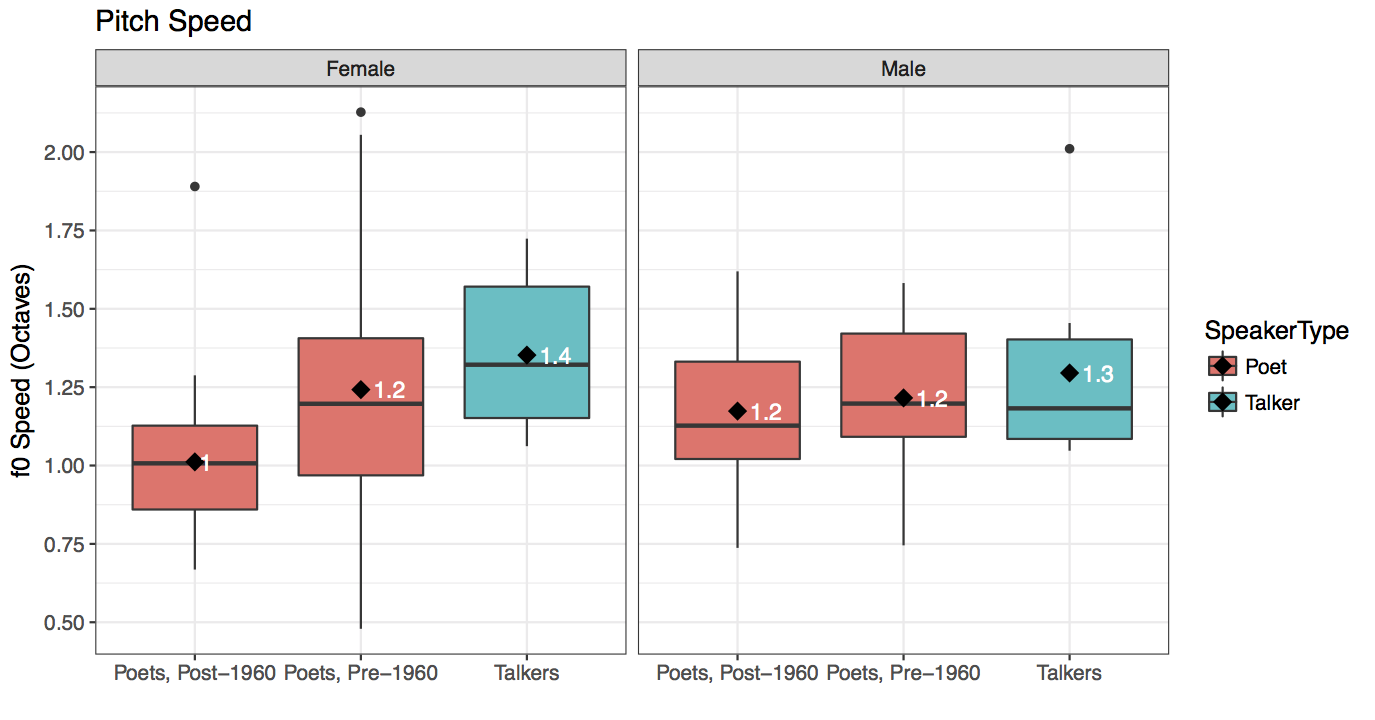 Pitch Speed
Female
Male
f0 Speed (Octaves)
2.00
1.75
1.50
1.25
1.00
0.75
0.50
1
1.2
1.4
1.2
1.2
1.3
Poets, Post−1960
Poets, Pre−1960
Talkers
Poets, Post−1960
Poets, Pre−1960
Talkers
SpeakerType
Poet
Talker